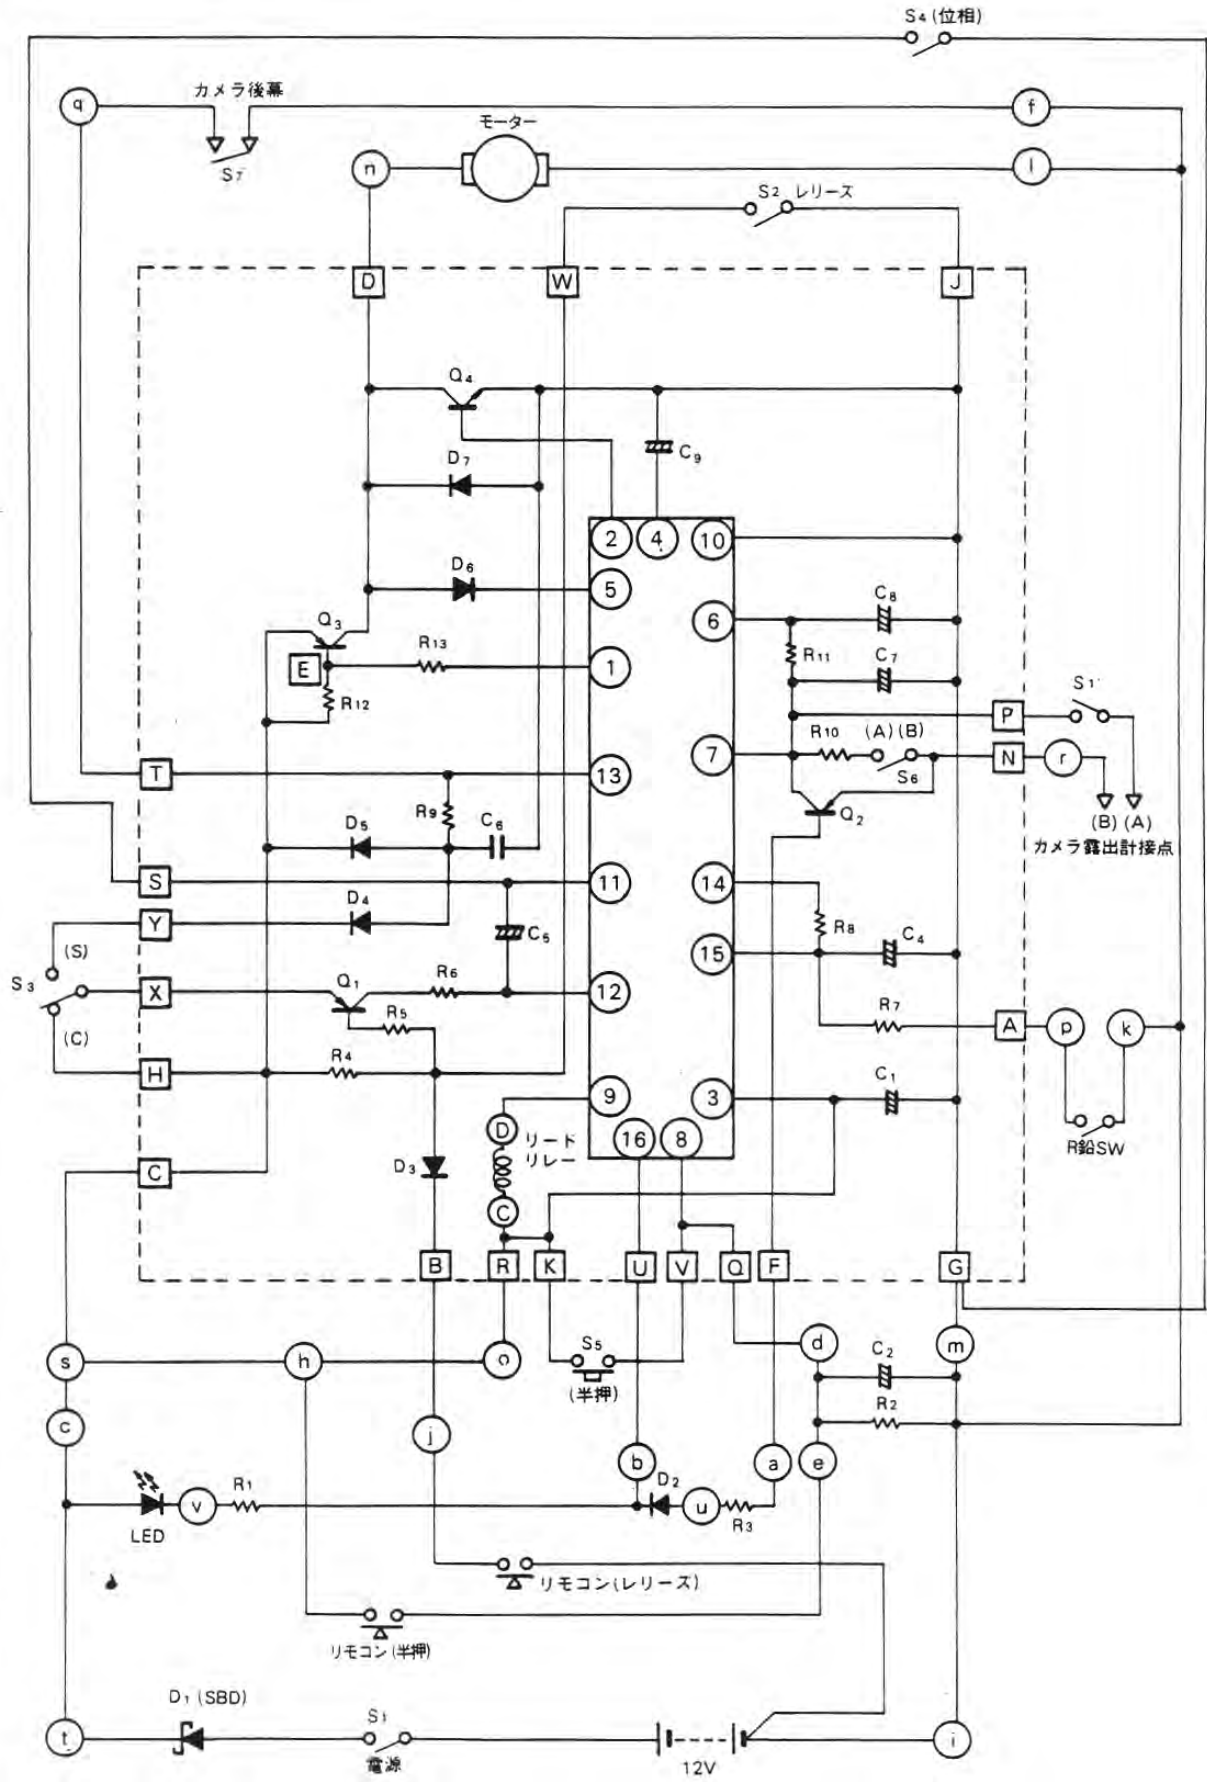 S4 (位相)
q
カメラ後幕
f
S7
モーター
n
l
S2 レリーズ
D
W
J
Q4
C9
D7
2
4
10
D6
5
C8
6
Q3
R13
R11
C7
E
1
S1
R12
P
R10
(A) (B)
T
13
7
S6
N
r
R9
Q2
D5
C6
(B) (A)
カメラ露出計接点
S
11
14
Y
D4
R8
C5
C4
(S)
15
S3
X
Q1
R6
12
R7
A
p
k
(C)
R5
H
R4
C1
9
3
D
リード
リレー
16
8
R鉛SW
C
D3
C
B
R
K
U
V
Q
F
G
s
h
o
S5
(半押)
d
C2
m
R2
c
j
b
a
e
D2
v
R1
u
R3
LED
リモコン(レリーズ)
リモコン(半押)
D1 (SBD)
S1
t
電源
12V
i